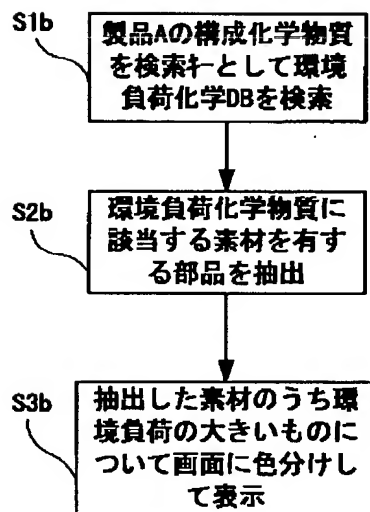 S1b
製品Aの構成化学物質
を検索キーとして環境
負荷化学DBを検索
S2b
環境負荷化学物質に
該当する素材を有す
る部品を抽出
S3b
抽出した素材のうち環
境負荷の大きいものに
ついて画面に色分けし
て表示